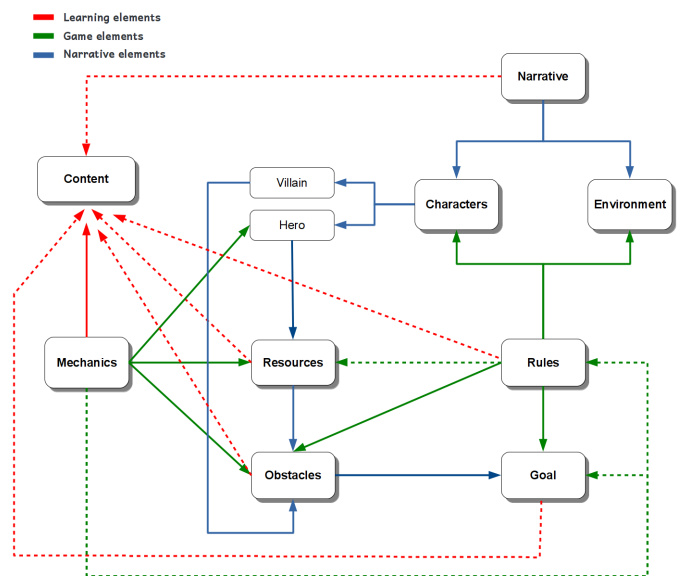 Learning elements
Game elements
Narrative elements
Narrative
Content
Villain
Hero
Characters
Environment
Mechanics
Resources
Rules
Obstacles
Goal